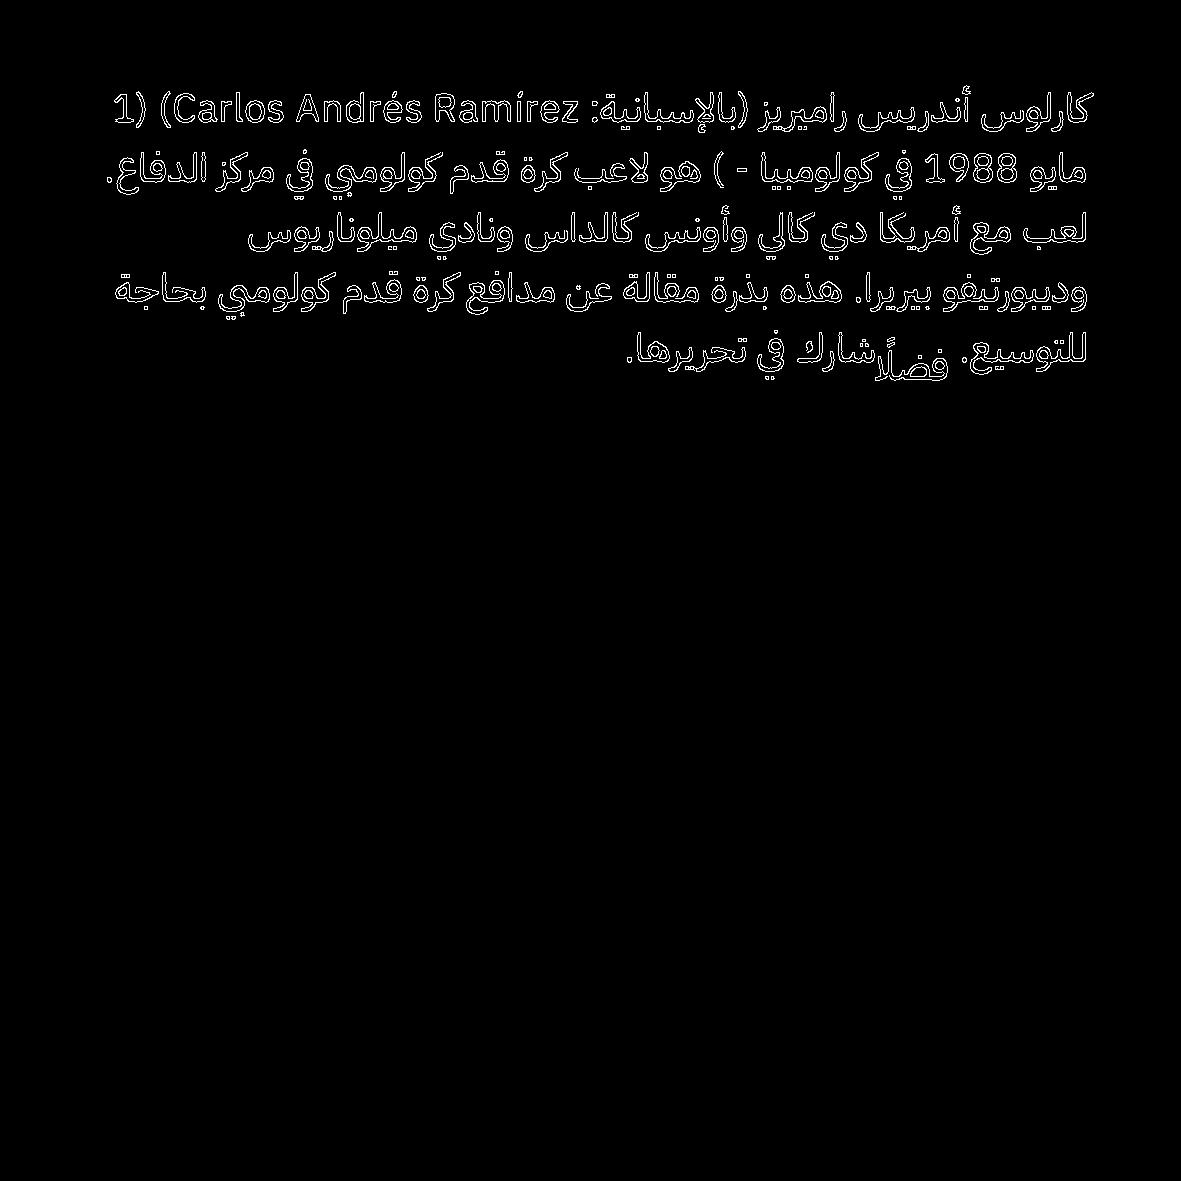 كارلوس أندريس راميريز (بالإسبانية: Carlos Andrés Ramírez) (1
مايو 1988 في كولومبيا - ) هو لاعب كرة قدم كولومبي في مركز الدفاع.
لعب مع أمريكا دي كالي وأونس كالداس ونادي ميلوناريوس
وديبورتيفو بيريرا. هذه بذرة مقالة عن مدافع كرة قدم كولومبي بحاجة
للتوسيع. فضلًا شارك في تحريرها.